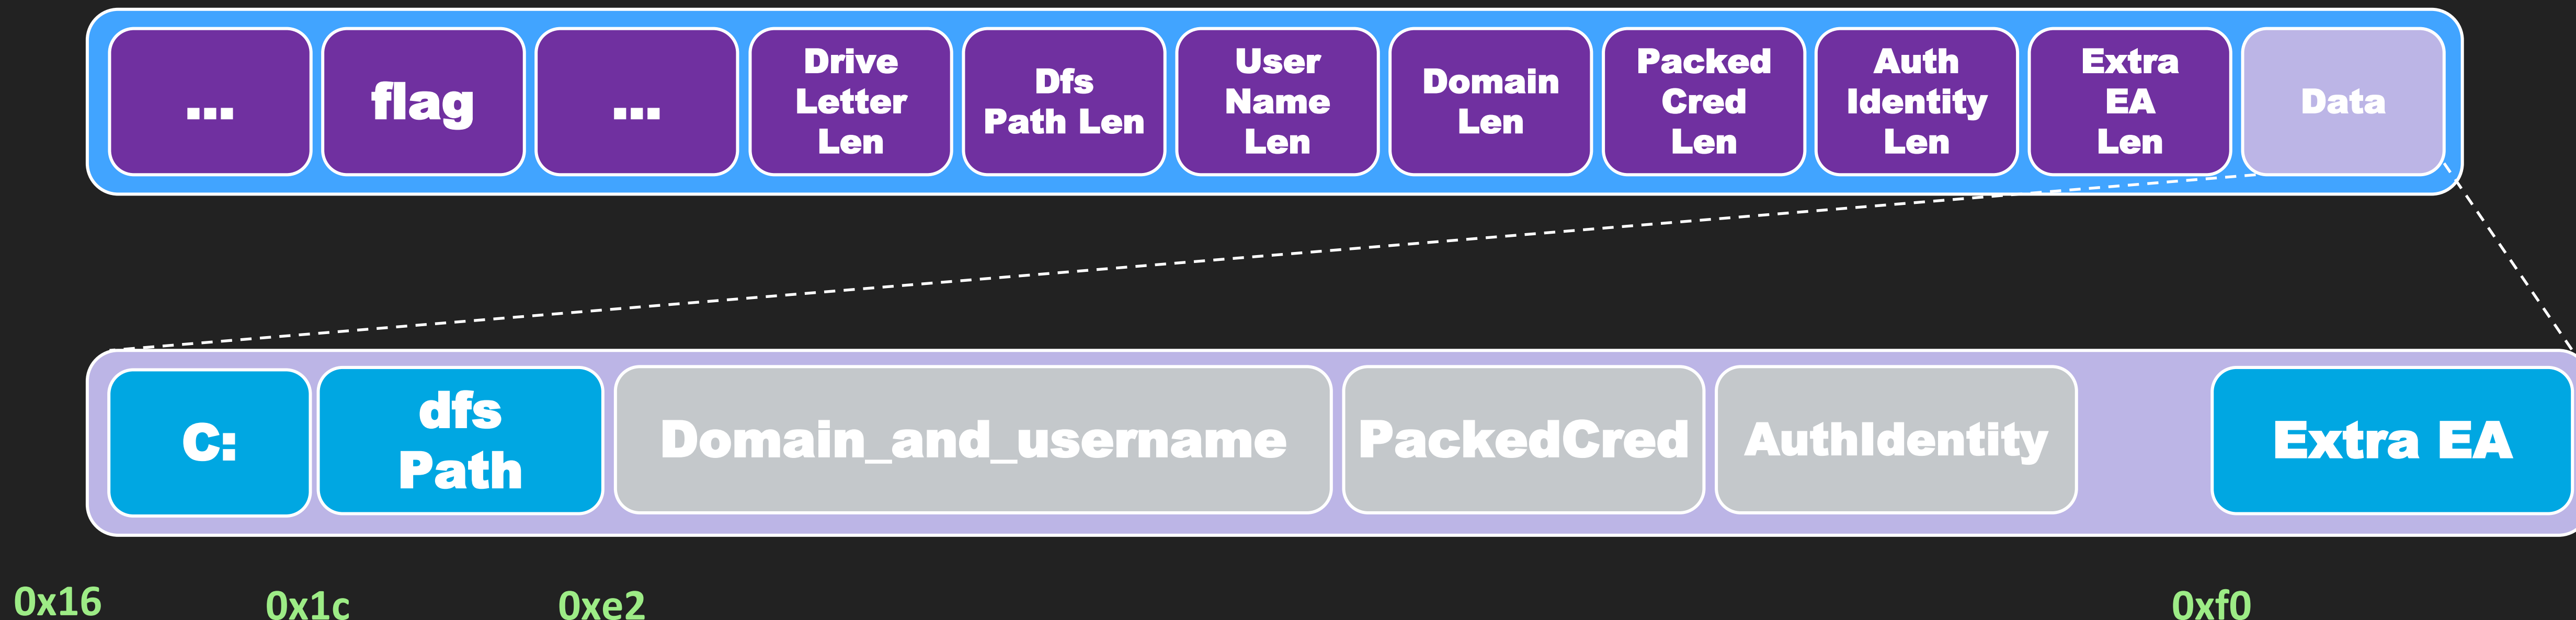 ...
flag
...
Drive
Letter
Len
Dfs
Path Len
User
Name
Len
Domain
Len
Packed
Cred
Len
Auth
Identity
Len
Extra
EA
Len
Data
C:
dfs
Path
Domain_and_username
PackedCred
AuthIdentity
Extra EA
0x16
0x1c
0xe2
0xf0